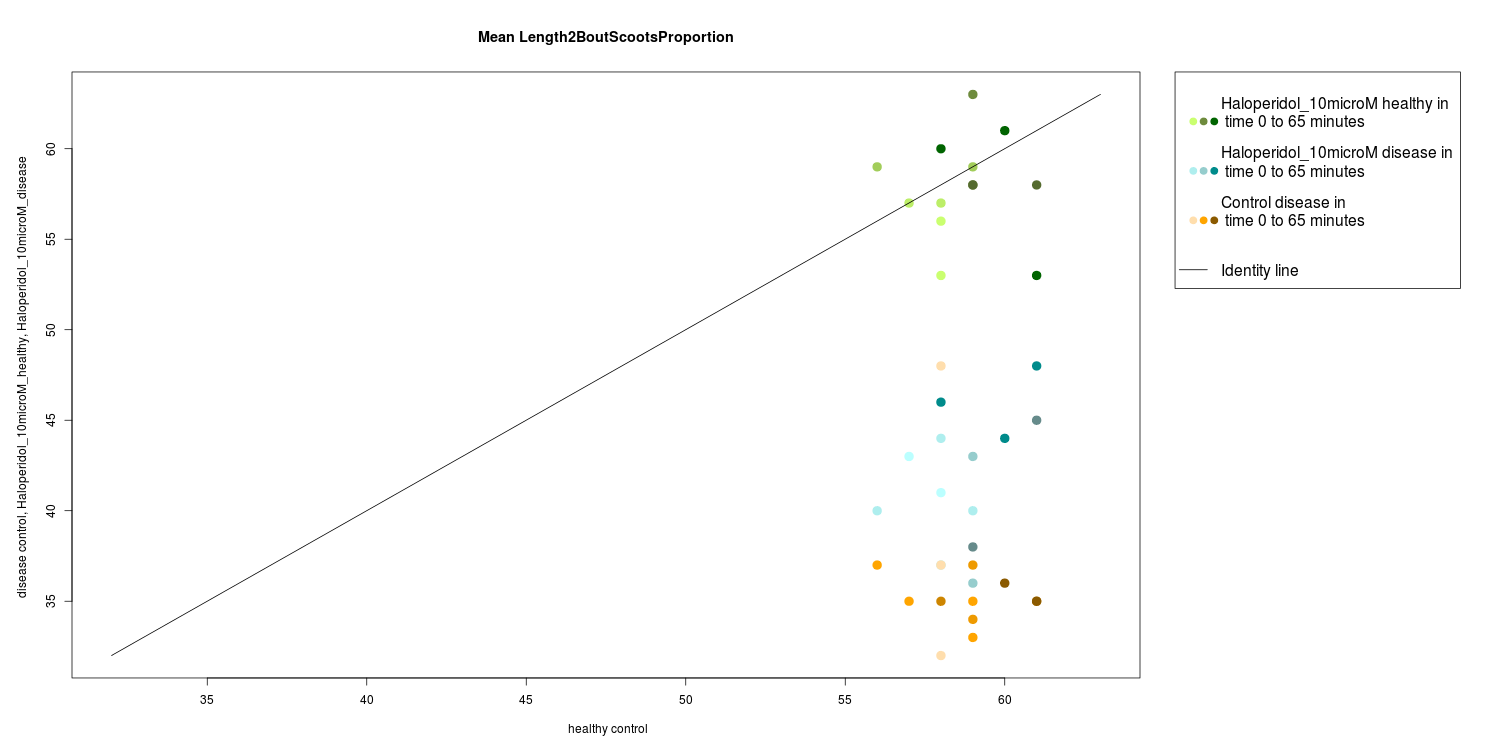 Mean Length2BoutScootsProportion
disease control, Haloperidol_10microM_healthy, Haloperidol_10microM_disease
60
55
50
45
40
35
35
40
45
50
55
60
healthy control
Haloperidol_10microM healthy in
time 0 to 65 minutes
Haloperidol_10microM disease in
time 0 to 65 minutes
Control disease in
time 0 to 65 minutes
Identity line